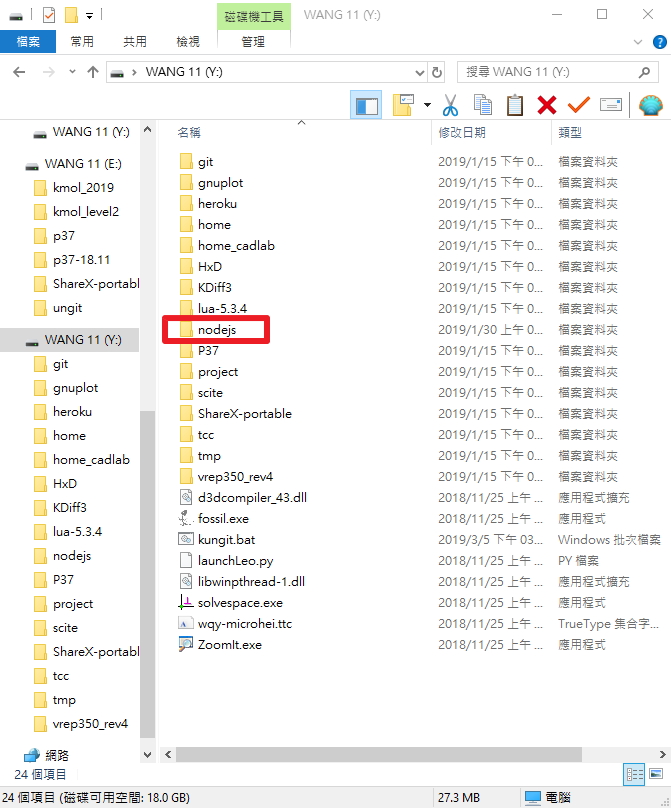 磁碟機工具 WANG 11 (Y:)
檔案 常用 共用 檢視 管理
WANG 11 (Y:) 搜尋 WANG 11 (Y:)
WANG 11 (Y:)
WANG 11 (E:)
kmol_2019
kmol_level2
p37
p37-18.11
ShareX-portabl
ungit
WANG 11 (Y:)
git
gnuplot
heroku
home
home_cadlab
HxD
KDiff3
lua-5.3.4
nodejs
P37
project
scite
ShareX-portabl
tcc
tmp
vrep350_rev4
網路
名稱 修改日期 類型
git 2019/1/15 下午 0... 檔案資料夾
gnuplot 2019/1/15 下午 0... 檔案資料夾
heroku 2019/1/15 下午 0... 檔案資料夾
home 2019/1/15 下午 0... 檔案資料夾
home_cadlab 2019/1/15 下午 0... 檔案資料夾
HxD 2019/1/15 下午 0... 檔案資料夾
KDiff3 2019/1/15 下午 0... 檔案資料夾
lua-5.3.4 2019/1/15 下午 0... 檔案資料夾
nodejs 2019/1/30 上午 0... 檔案資料夾
P37 2019/1/15 下午 0... 檔案資料夾
project 2019/1/15 下午 0... 檔案資料夾
scite 2019/1/15 下午 0... 檔案資料夾
ShareX-portable 2019/1/15 下午 0... 檔案資料夾
tcc 2019/1/15 下午 0... 檔案資料夾
tmp 2019/1/15 下午 0... 檔案資料夾
vrep350_rev4 2019/1/15 下午 0... 檔案資料夾
d3dcompiler_43.dll 2018/11/25 上午 ... 應用程式擴充
fossil.exe 2018/11/25 上午 ... 應用程式
kungit.bat 2019/3/5 下午 03... Windows 批次檔案
launchLeo.py 2018/11/25 上午 ... PY 檔案
libwinpthread-1.dll 2018/11/25 上午 ... 應用程式擴充
solvespace.exe 2018/11/25 上午 ... 應用程式
wqy-microhei.ttc 2018/11/25 上午 ... TrueType 集合字...
ZoomIt.exe 2018/11/25 上午 ... 應用程式
24 個項目
24 個項目 (磁碟可用空間: 18.0 GB) 27.3 MB 電腦